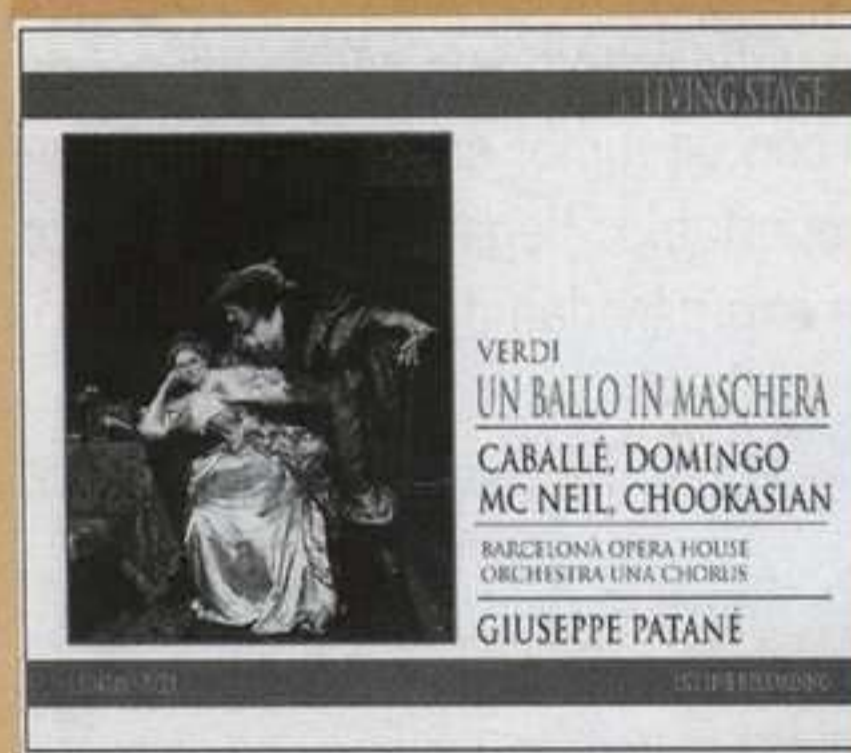 LIVING STAGE
VERDI
UN BALLO IN MASCHERA
CABALLÉ, DOMINGO
MC NEIL, CHOOKASIAN
BARCELONA OPERA HOUSE
ORCHESTRA UNA CHORUS
GIUSEPPE PATANÉ